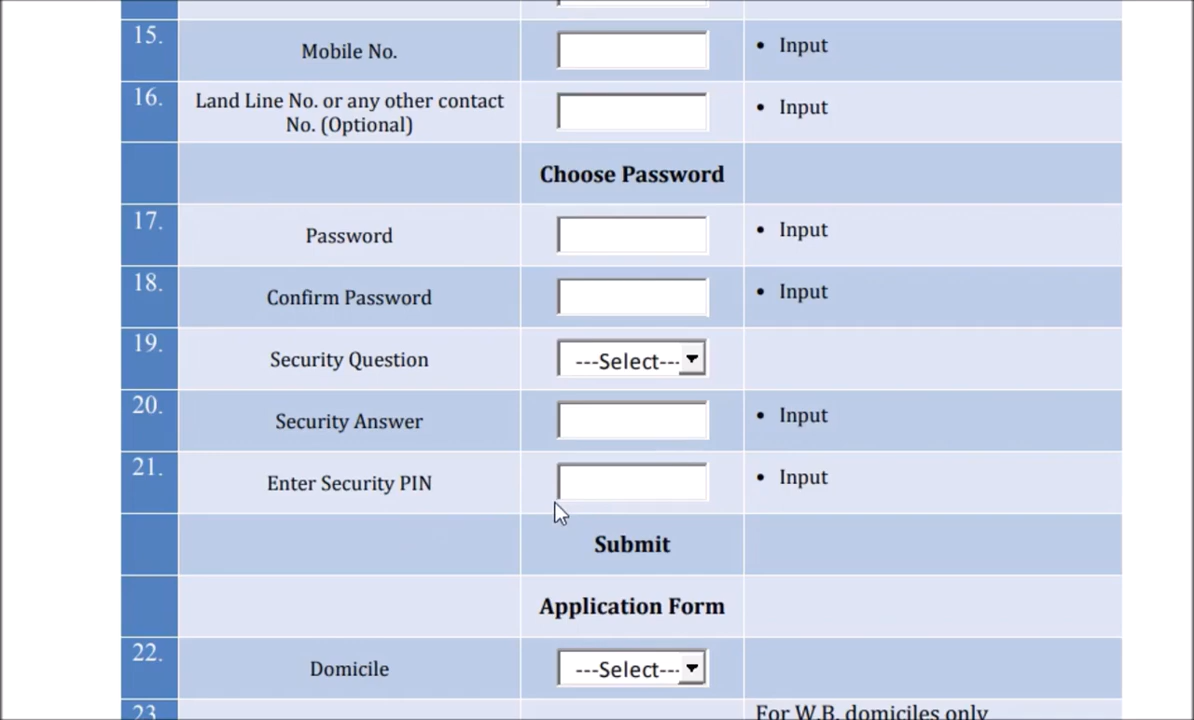 15.
Mobile No.
• Input
16.
Land Line No. or any other contact
No. (Optional)
• Input
Choose Password
17.
Password
• Input
18.
Confirm Password
• Input
19.
Security Question
---Select---
20.
Security Answer
• Input
21.
Enter Security PIN
• Input
Submit
Application Form
22.
Domicile
---Select---
23
For W.B. domiciles only